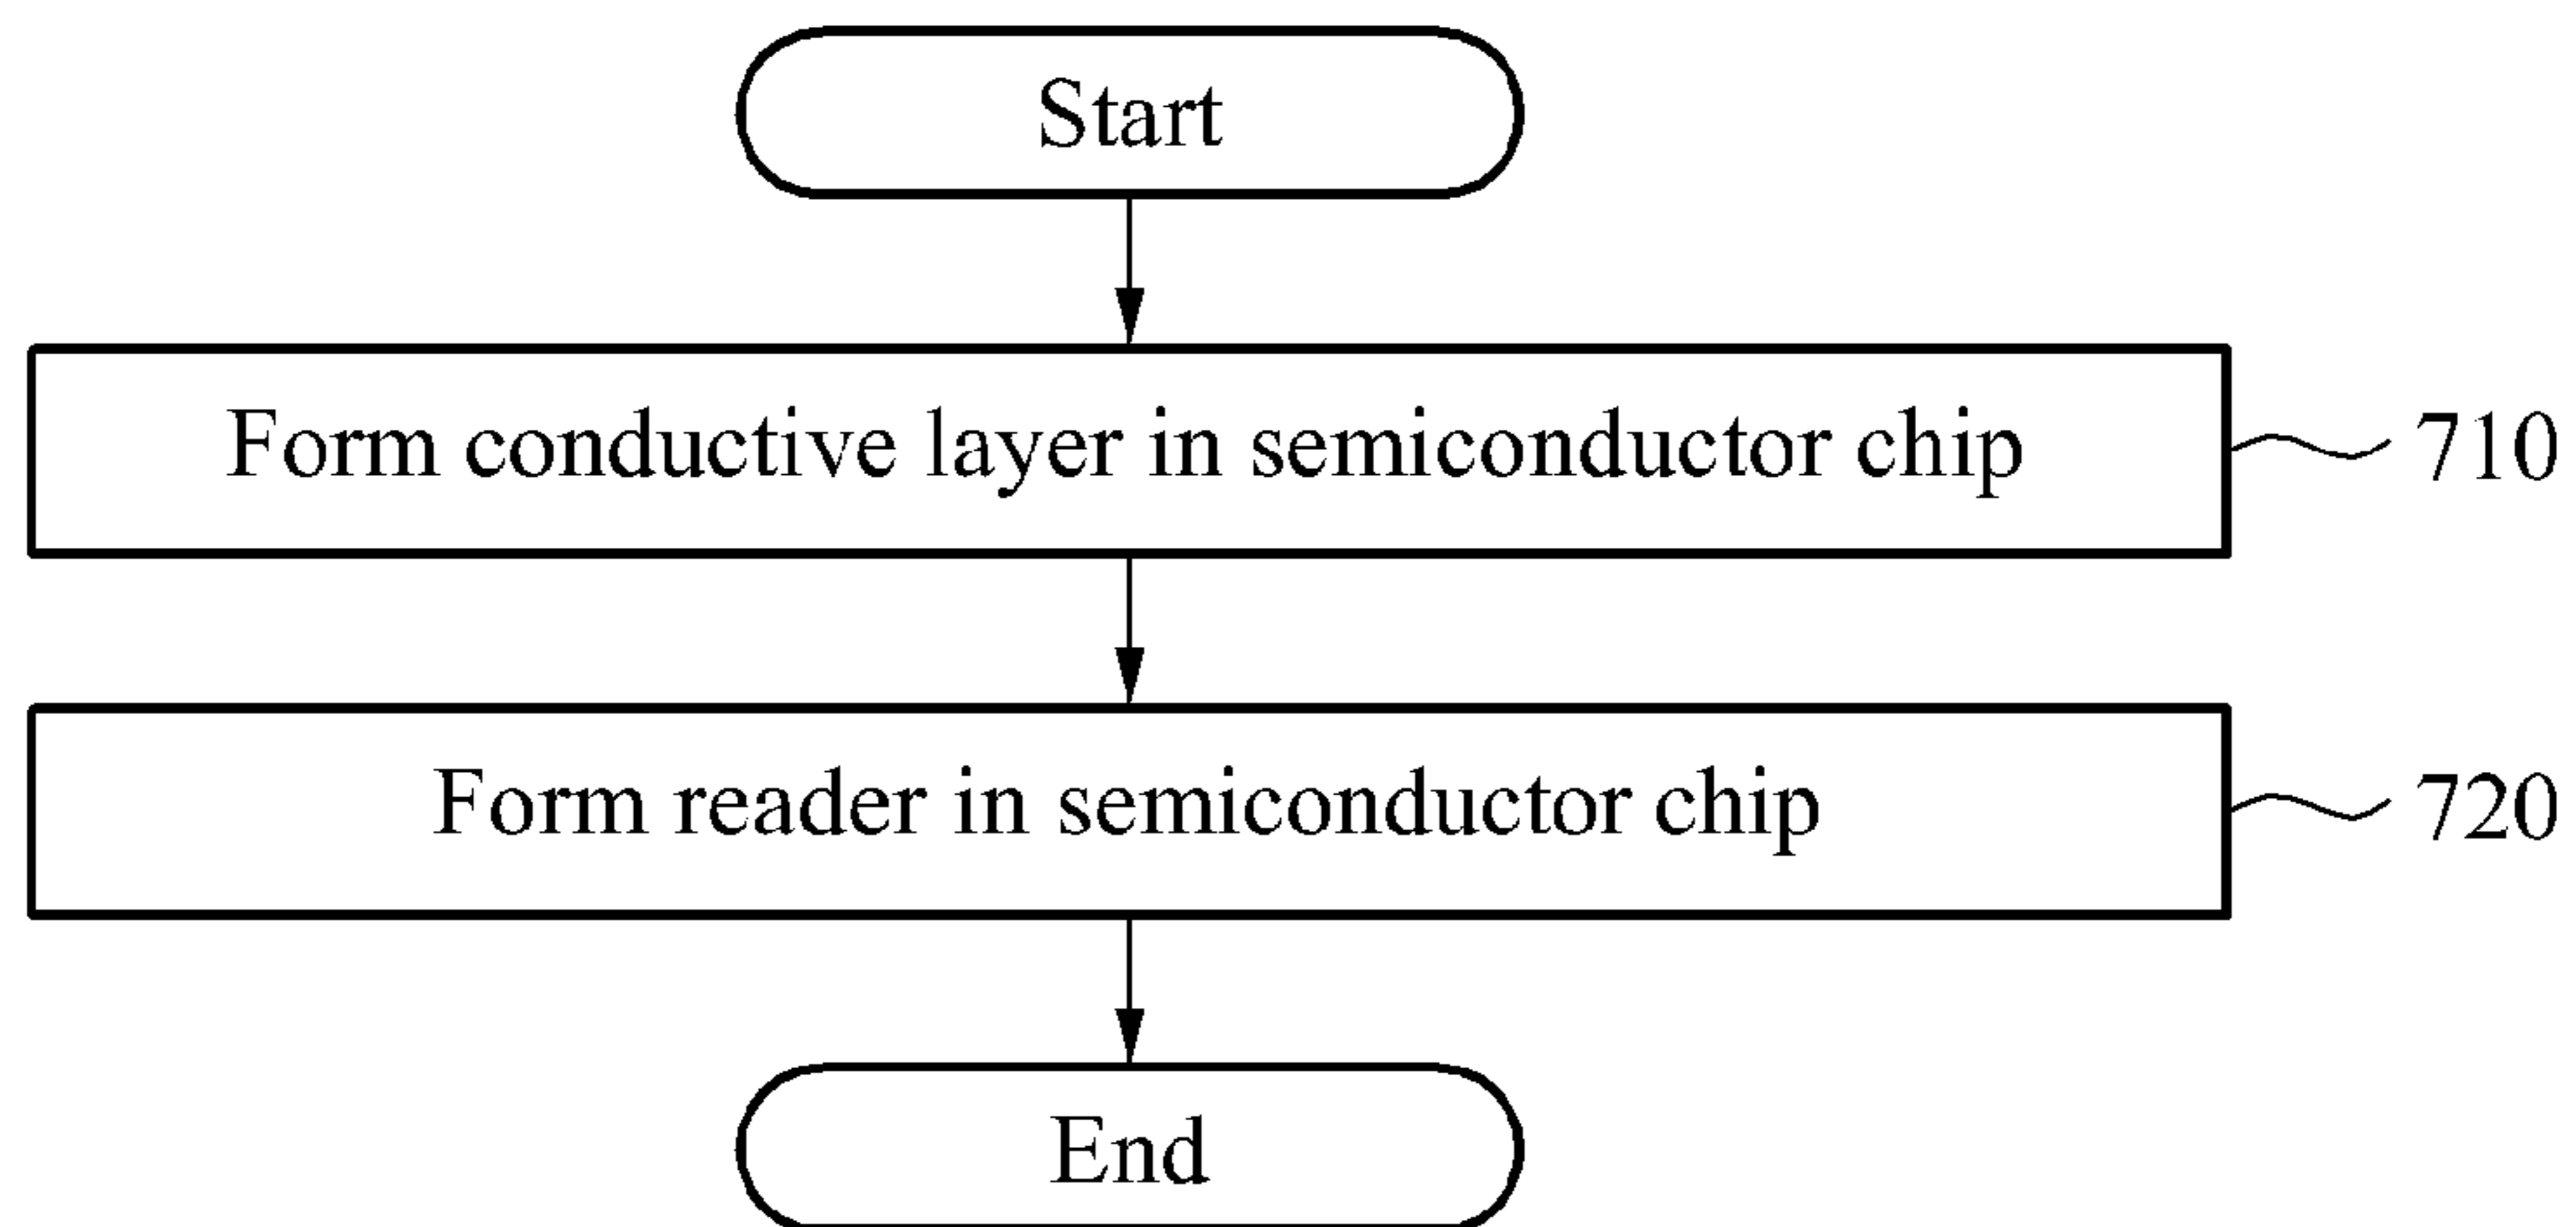 Start
Form conductive layer in semiconductor chip
710
Form reader in semiconductor chip
720
End